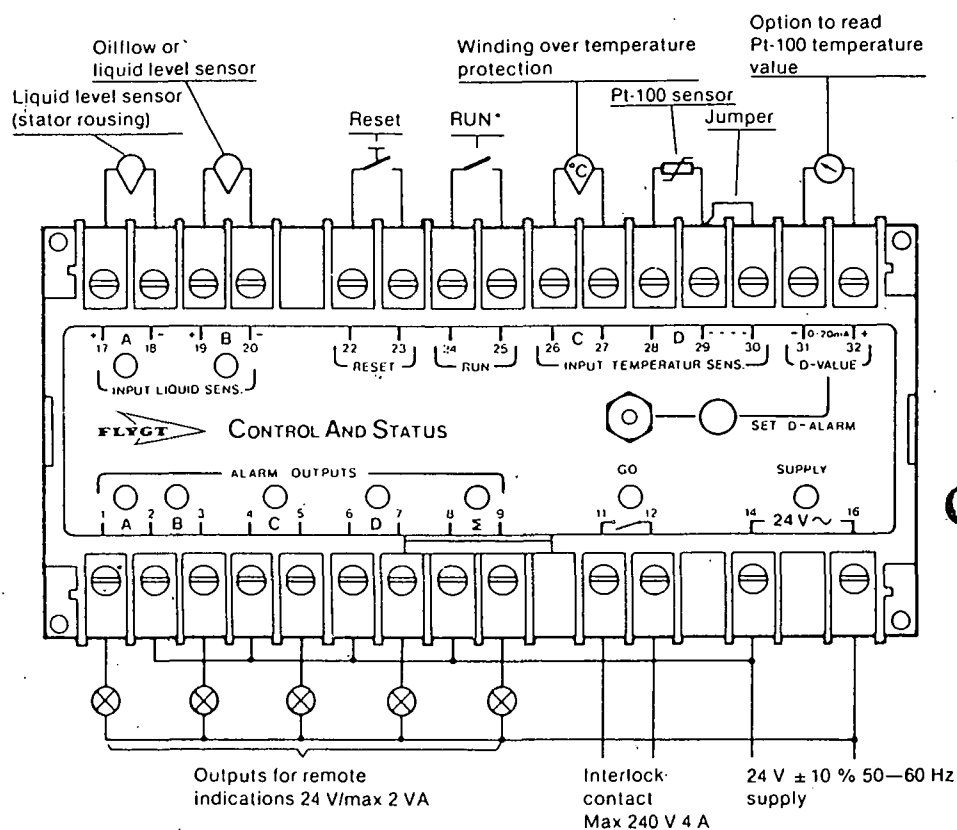 Oilflow or
liquid level sensor
Liquid level sensor
(stator rousing)
Reset
RUN*
Winding over temperature
protection
Pt-100 sensor
Jumper
Option to read
Pt-100 temperature
value
°C
+ A - + B -
17 18 19 20 22 23 24 25 26 C 27 28 D 29 30 31 32
- 0-20mA +
INPUT LIQUID SENS.
RESET
RUN
INPUT TEMPERATUR SENS.
D-VALUE
FLYGT
CONTROL AND STATUS
SET D-ALARM
ALARM OUTPUTS
GO
SUPPLY
1 A 2 B 3 4 C 5 6 D 7 8 Σ 9 11 12 14 24 V ~ 16
Outputs for remote
indications 24 V/max 2 VA
Interlock
contact
Max 240 V 4 A
24 V ± 10 % 50—60 Hz
supply